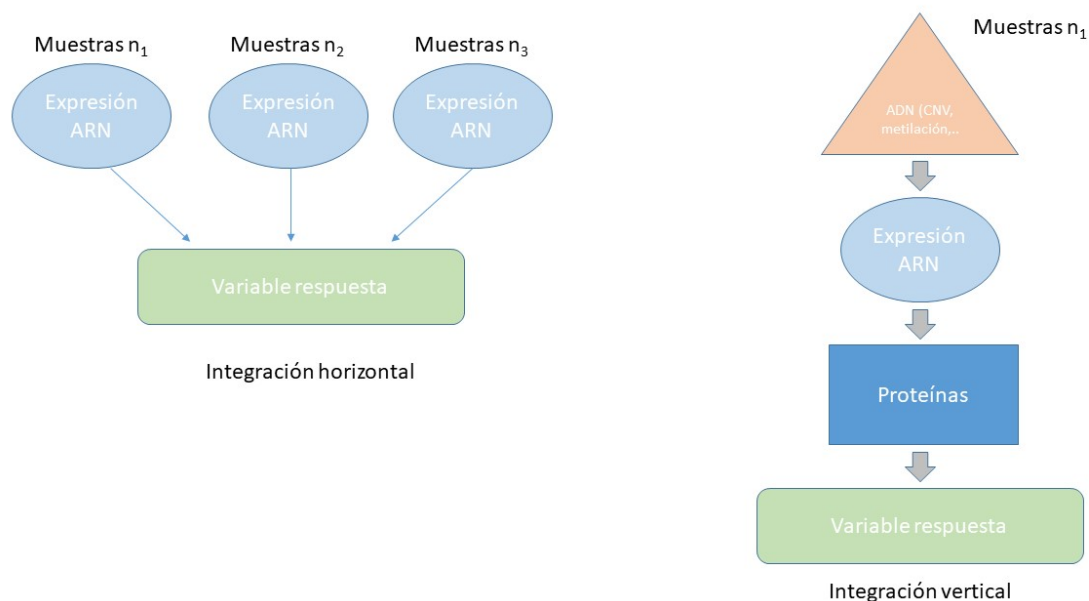 Muestras n₁
Muestras n₂
Muestras n₃
Expresión
ARN
Expresión
ARN
Expresión
ARN
Variable respuesta
Integración horizontal
Muestras n₁
ADN (CNV,
metilación,..
Expresión
ARN
Proteínas
Variable respuesta
Integración vertical